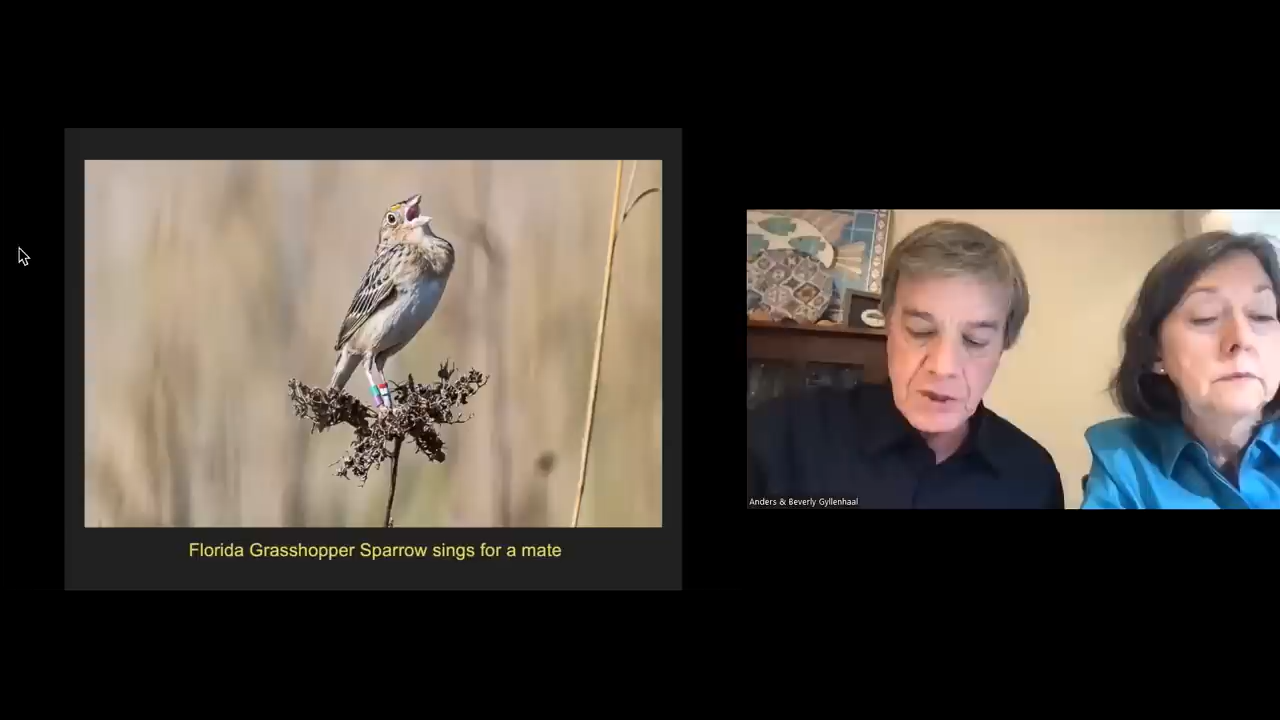 Florida Grasshopper Sparrow sings for a mate
Anders & Beverly Gyllenhaal